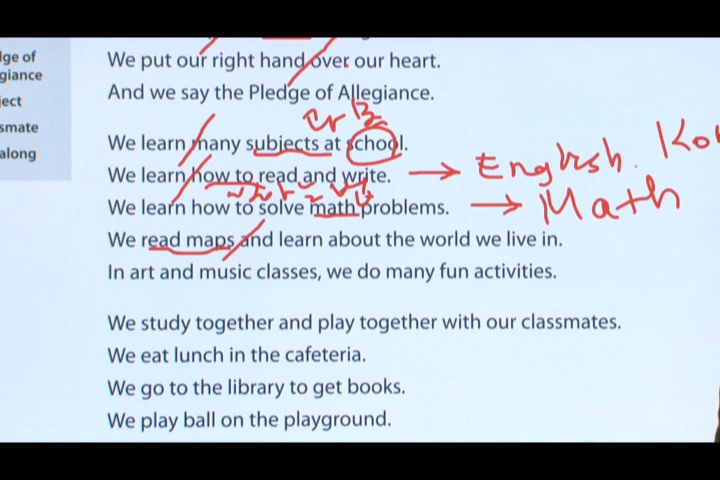 We put our right hand over our heart.
And we say the Pledge of Allegiance.
We learn many subjects at school.
We learn how to read and write. → English. Ko
We learn how to solve math problems. → Math
We read maps and learn about the world we live in.
In art and music classes, we do many fun activities.
We study together and play together with our classmates.
We eat lunch in the cafeteria.
We go to the library to get books.
We play ball on the playground.
dge of
giance
ject
smate
along